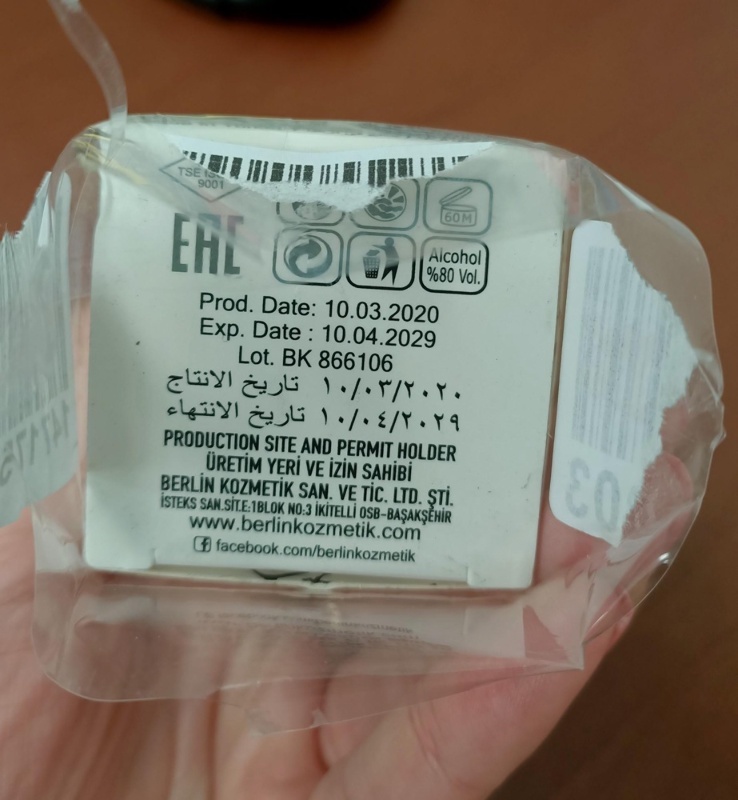 TSE IS
9001
60M
EAC
Alcohol
%80 Vol.
Prod. Date: 10.03.2020
Exp. Date : 10.04.2029
Lot. BK 866106
تاريخ الانتاج ١٠/٠٣/٢٠٢٠
تاريخ الانتهاء ١٠/٠٤/٢٠٢٩
PRODUCTION SITE AND PERMIT HOLDER
ÜRETİM YERİ VE İZİN SAHİBİ
BERLİN KOZMETİK SAN. VE TİC. LTD. ŞTİ.
İSTEKS SAN.SİT.E:1BLOK NO:3 İKİTELLİ OSB-BAŞAKŞEHİR
www.berlinkozmetik.com
facebook.com/berlinkozmetik
03